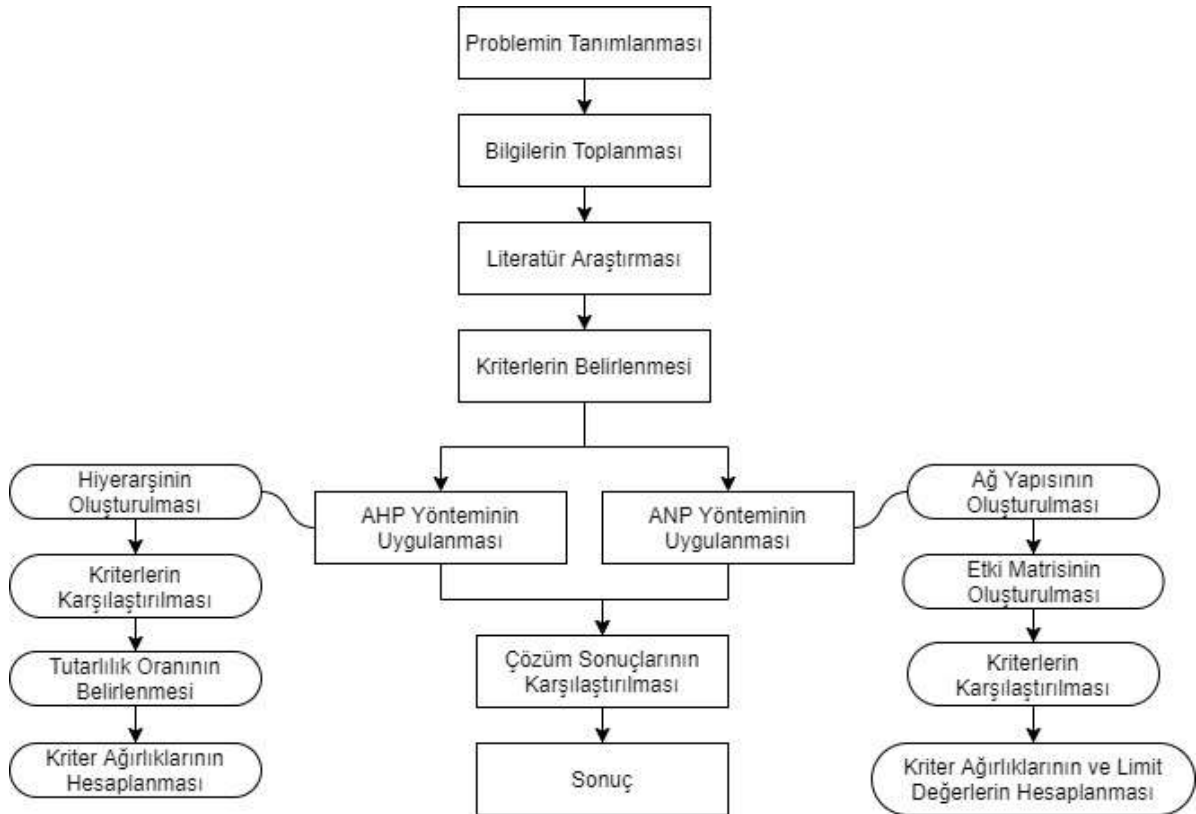 Problemin Tanımlanması
Bilgilerin Toplanması
Literatür Araştırması
Kriterlerin Belirlenmesi
Hiyerarşinin
Oluşturulması
AHP Yönteminin
Uygulanması
ANP Yönteminin
Uygulanması
Ağ Yapısının
Oluşturulması
Kriterlerin
Karşılaştırılması
Etki Matrisinin
Oluşturulması
Tutarlılık Oranının
Belirlenmesi
Çözüm Sonuçlarının
Karşılaştırılması
Kriterlerin
Karşılaştırılması
Kriter Ağırlıklarının
Hesaplanması
Sonuç
Kriter Ağırlıklarının ve Limit
Değerlerin Hesaplanması